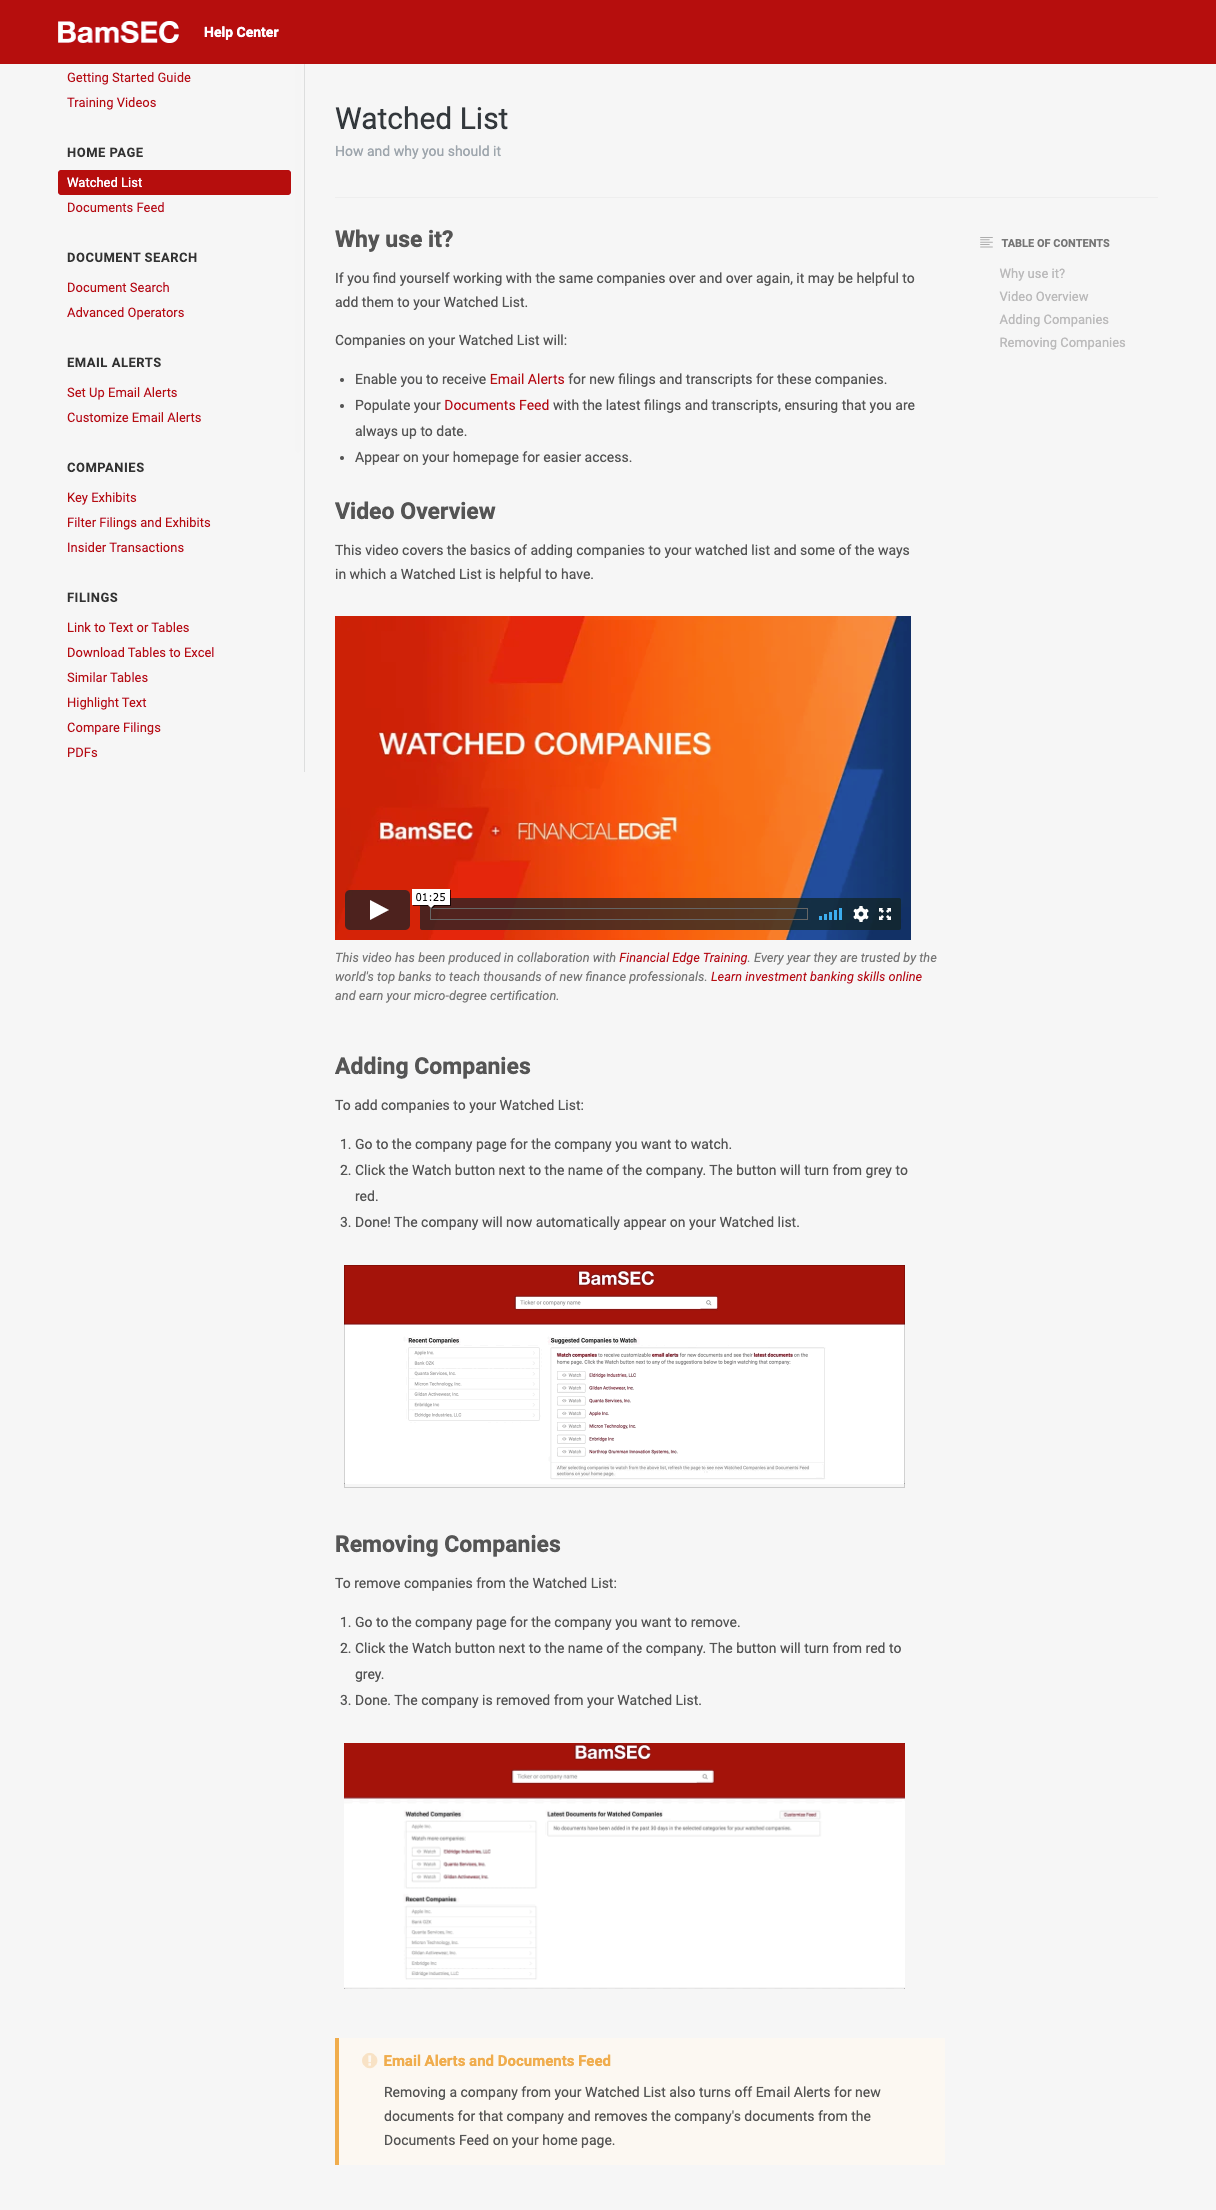 BamSEC
Help Center
Getting Started Guide
Training Videos
HOME PAGE
Watched List
Documents Feed
DOCUMENT SEARCH
Document Search
Advanced Operators
EMAIL ALERTS
Set Up Email Alerts
Customize Email Alerts
COMPANIES
Key Exhibits
Filter Filings and Exhibits
Insider Transactions
FILINGS
Link to Text or Tables
Download Tables to Excel
Similar Tables
Highlight Text
Compare Filings
PDFs
Watched List
How and why you should it
Why use it?
If you find yourself working with the same companies over and over again, it may be helpful to
add them to your Watched List.
Companies on your Watched List will:
• Enable you to receive Email Alerts for new filings and transcripts for these companies.
• Populate your Documents Feed with the latest filings and transcripts, ensuring that you are
always up to date.
• Appear on your homepage for easier access.
TABLE OF CONTENTS
Why use it?
Video Overview
Adding Companies
Removing Companies
Video Overview
This video covers the basics of adding companies to your watched list and some of the ways
in which a Watched List is helpful to have.
WATCHED COMPANIES
BamSEC + FINANCIALEDGE
01:25
This video has been produced in collaboration with Financial Edge Training. Every year they are trusted by the
world's top banks to teach thousands of new finance professionals. Learn investment banking skills online
and earn your micro-degree certification.
Adding Companies
To add companies to your Watched List:
1. Go to the company page for the company you want to watch.
2. Click the Watch button next to the name of the company. The button will turn from grey to
red.
3. Done! The company will now automatically appear on your Watched list.
BamSEC
Ticker or company name
Recent Companies
Apple Inc.
Bank OZK
Quanta Services, Inc.
Micron Technology, Inc.
Gildan Activewear, Inc.
Enbridge Inc
Eldridge Industries, LLC
Suggested Companies to Watch
Watch companies to receive customizable email alerts for new documents and see their latest documents on the
home page. Click the Watch button next to any of the suggestions below to begin watching that company:
Watch Eldridge Industries, LLC
Watch Gildan Activewear, Inc.
Watch Quanta Services, Inc.
Watch Apple Inc.
Watch Micron Technology, Inc.
Watch Enbridge Inc.
Watch Northrop Grumman Innovation Systems, Inc.
After selecting companies to watch from the above list, refresh the page to see new Watched Companies and Documents Feed
sections on your home page.
Removing Companies
To remove companies from the Watched List:
1. Go to the company page for the company you want to remove.
2. Click the Watch button next to the name of the company. The button will turn from red to
grey.
3. Done. The company is removed from your Watched List.
BamSEC
Ticker or company name
Watched Companies
Apple Inc.
Watch more companies:
Watch Eldridge Industries, LLC
Watch Quanta Services, Inc.
Watch Gildan Activewear, Inc.
Recent Companies
Apple Inc.
Bank OZK
Quanta Services, Inc.
Micron Technology, Inc.
Gildan Activewear, Inc.
Enbridge Inc.
Eldridge Industries, LLC
Latest Documents for Watched Companies
Customize Feed
No documents have been added in the past 30 days in the selected categories for your watched companies.
Email Alerts and Documents Feed
Removing a company from your Watched List also turns off Email Alerts for new
documents for that company and removes the company's documents from the
Documents Feed on your home page.